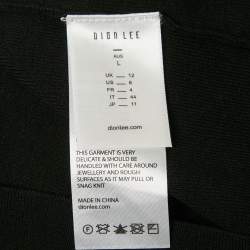 DION LEE
AUS
L
UK - 12
US - 8
FR - 4
IT - 44
JP - 11
dionlee.com
THIS GARMENT IS VERY
DELICATE & SHOULD BE
HANDLED WITH CARE AROUND
JEWELLERY AND ROUGH
SURFACES AS IT MAY PULL OR
SNAG KNIT
MADE IN CHINA
dionlee.com